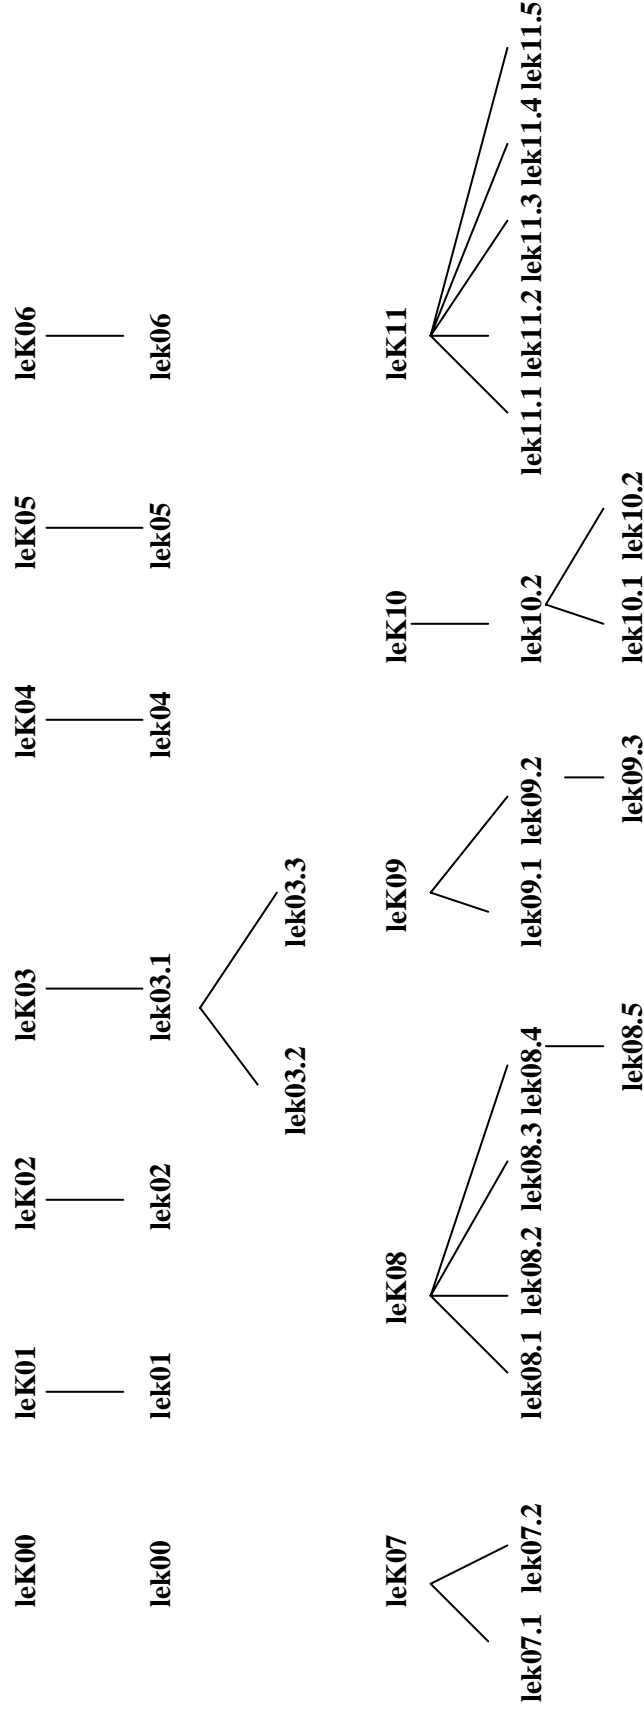 leK00 leK01 leK02 leK03 leK04 leK05 leK06
lek00 lek01 lek02 lek03.1 lek04 lek05 lek06
lek03.2 lek03.3
leK07 leK08 leK09 leK10 leK11
lek07.1 lek07.2 lek08.1 lek08.2 lek08.3 lek08.4 lek09.1 lek09.2 lek10.2 lek11.1 lek11.2 lek11.3 lek11.4 lek11.5
lek08.5 lek09.3 lek10.1 lek10.2